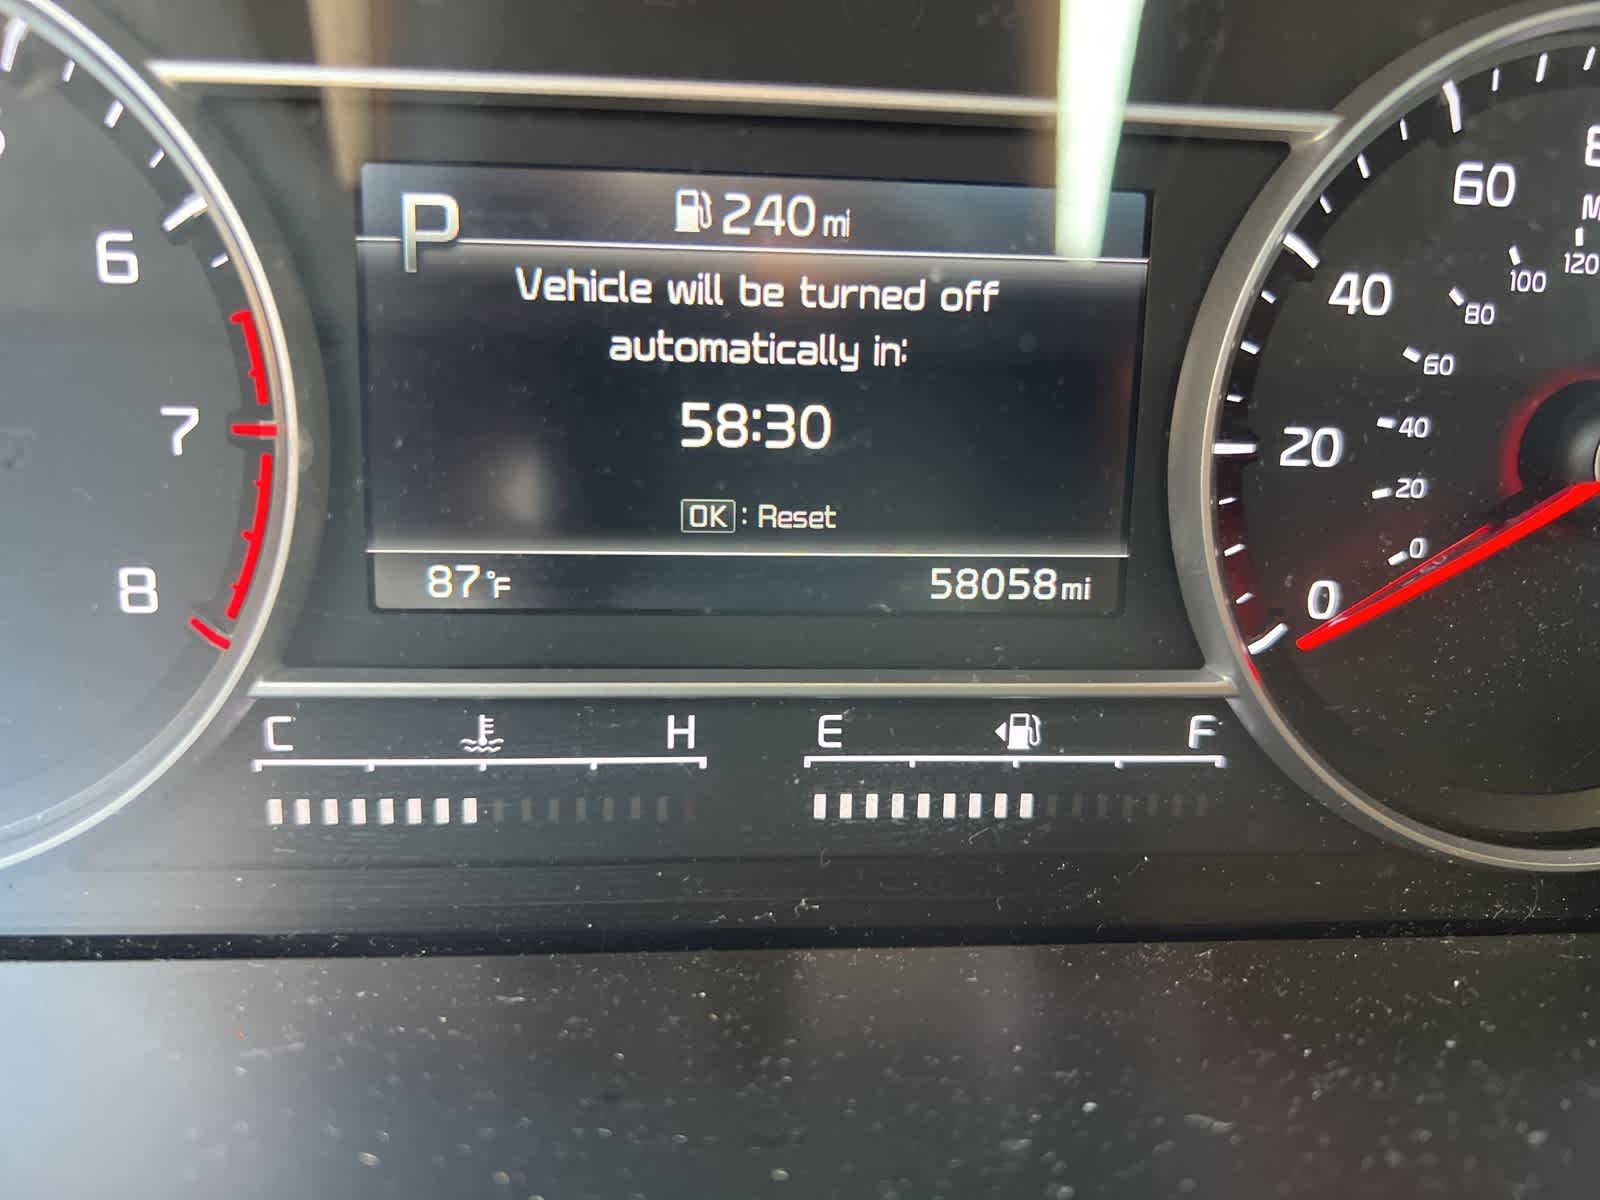 P
240 mi
Vehicle will be turned off
automatically in:
58:30
OK : Reset
87°F
58058 mi
6
7
8
60
40
20
0
120
100
80
60
40
20
0
C H
E F